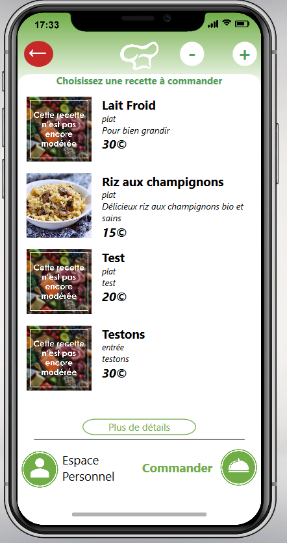 17:33
←
-
+
Choisissez une recette à commander
Cette recette
n'est pas
encore
modérée
Lait Froid
plat
Pour bien grandir
30©
Riz aux champignons
plat
Délicieux riz aux champignons bio et
sains
15©
Cette recette
n'est pas
encore
modérée
Test
plat
test
20©
Cette recette
n'est pas
encore
modérée
Testons
entrée
testons
30©
Plus de détails
Espace
Personnel
Commander